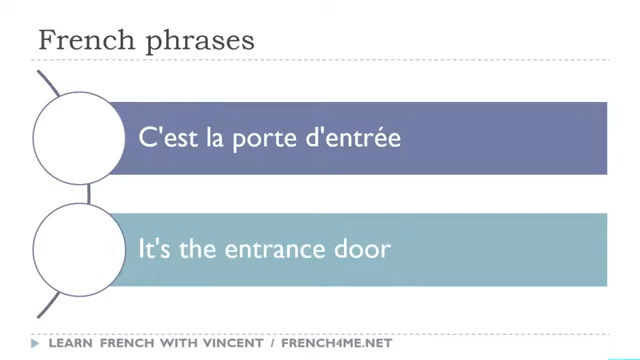 French phrases
C'est la porte d'entrée
It's the entrance door
LEARN FRENCH WITH VINCENT / FRENCH4ME.NET